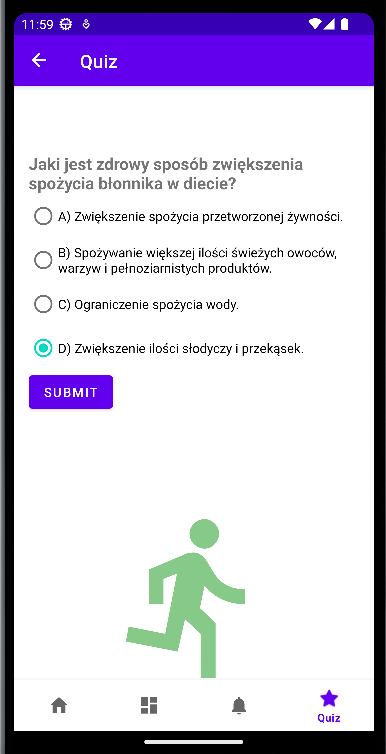 11:59
Quiz
Jaki jest zdrowy sposób zwiększenia
spożycia błonnika w diecie?
A) Zwiększenie spożycia przetworzonej żywności.
B) Spożywanie większej ilości świeżych owoców,
warzyw i pełnoziarnistych produktów.
C) Ograniczenie spożycia wody.
D) Zwiększenie ilości słodyczy i przekąsek.
SUBMIT
Quiz